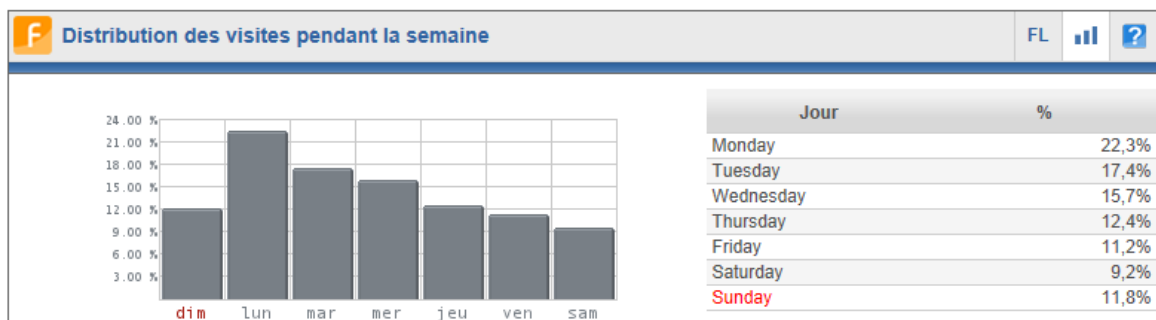 F Distribution des visites pendant la semaine FL ?
24.00 %
21.00 %
18.00 %
15.00 %
12.00 %
9.00 %
6.00 %
3.00 %
dim lun mar mer jeu ven sam
Jour %
Monday 22,3%
Tuesday 17,4%
Wednesday 15,7%
Thursday 12,4%
Friday 11,2%
Saturday 9,2%
Sunday 11,8%